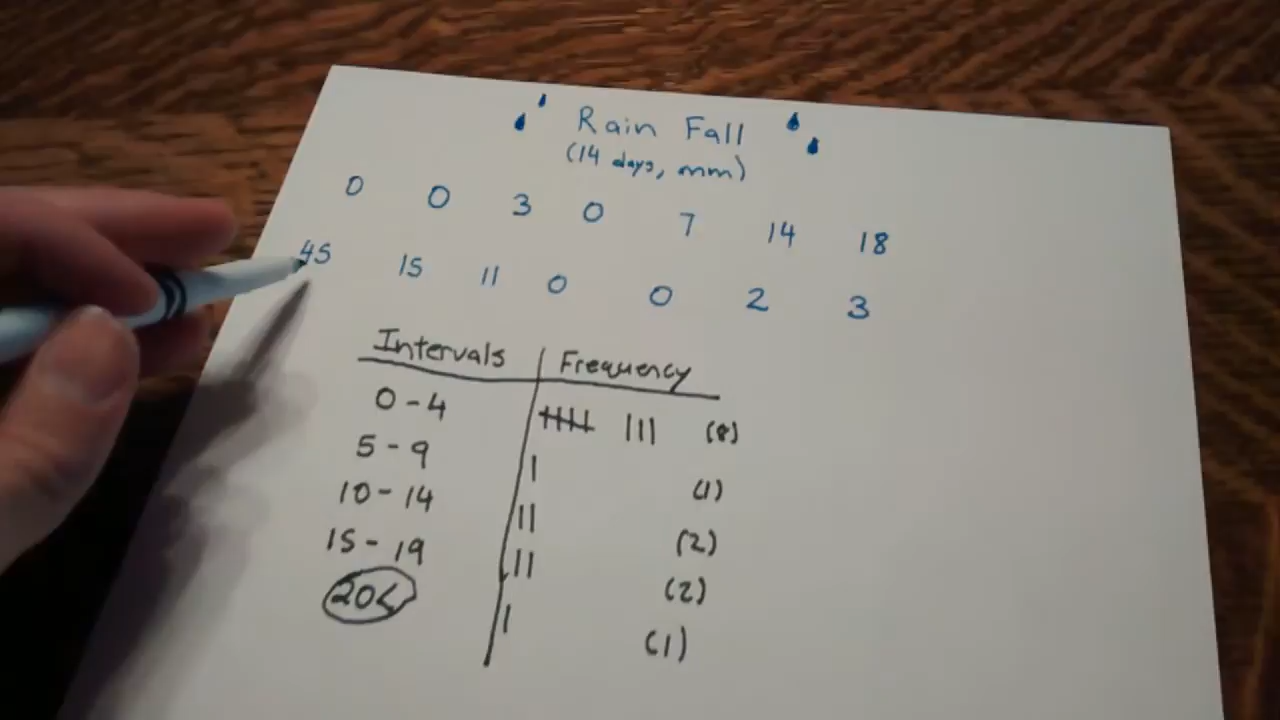 Rain Fall
(14 days, mm)
0 0 3 0 7 14 18
45 15 11 0 0 2 3
Intervals Frequency
0-4 (8)
5-9 (1)
10-14 (2)
15-19 (2)
20< (1)